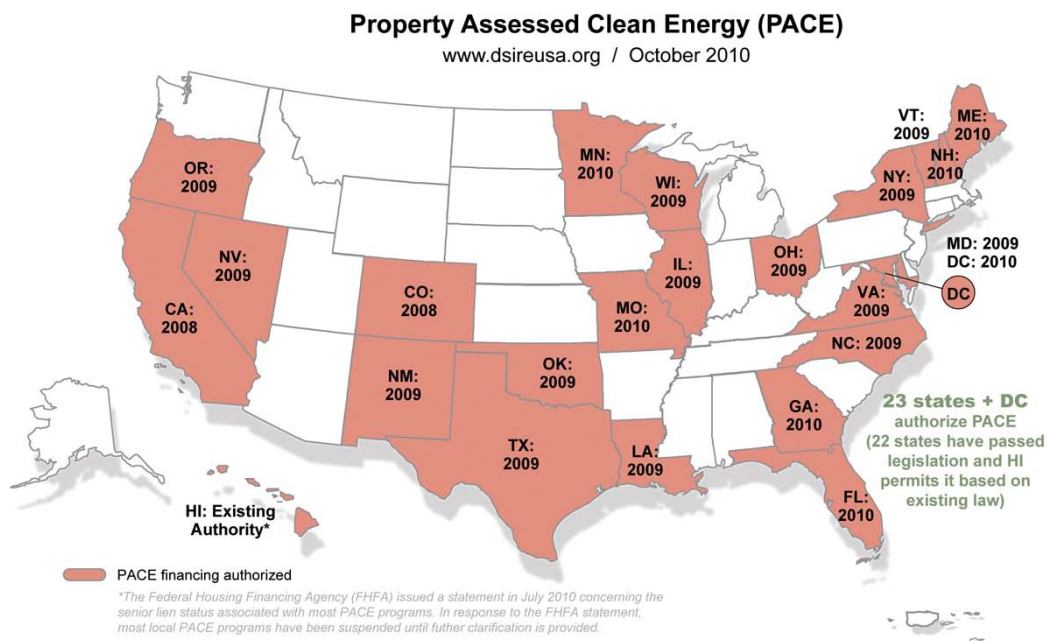 Property Assessed Clean Energy (PACE)
www.dsireusa.org / October 2010
VT:
2009
ME:
2010
NH:
2010
NY:
2009
MN:
2010
WI:
2009
OR:
2009
NV:
2009
CA:
2008
CO:
2008
IL:
2009
OH:
2009
MD: 2009
DC: 2010
DC
VA:
2009
MO:
2010
NC: 2009
NM:
2009
OK:
2009
TX:
2009
LA:
2009
GA:
2010
FL:
2010
23 states + DC
authorize PACE
(22 states have passed
legislation and HI
permits it based on
existing law)
HI: Existing
Authority*
PACE financing authorized
*The Federal Housing Financing Agency (FHFA) issued a statement in July 2010 concerning the
senior lien status associated with most PACE programs. In response to the FHFA statement,
most local PACE programs have been suspended until futher clarification is provided.